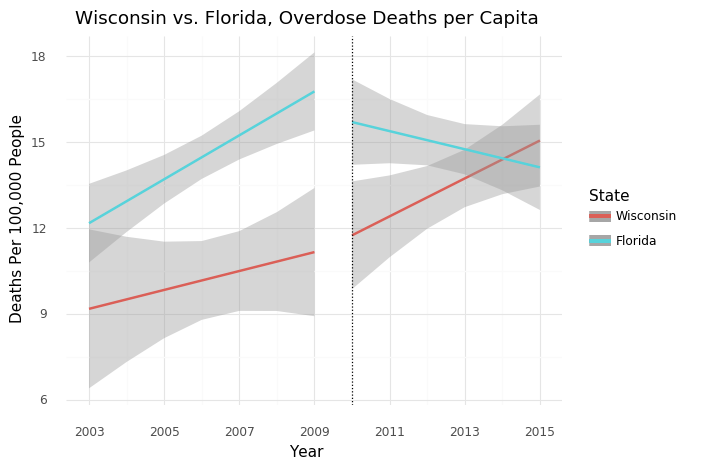 Wisconsin vs. Florida, Overdose Deaths per Capita
18
15
12
9
6
Deaths Per 100,000 People
2003 2005 2007 2009 2011 2013 2015
Year
State
Wisconsin
Florida